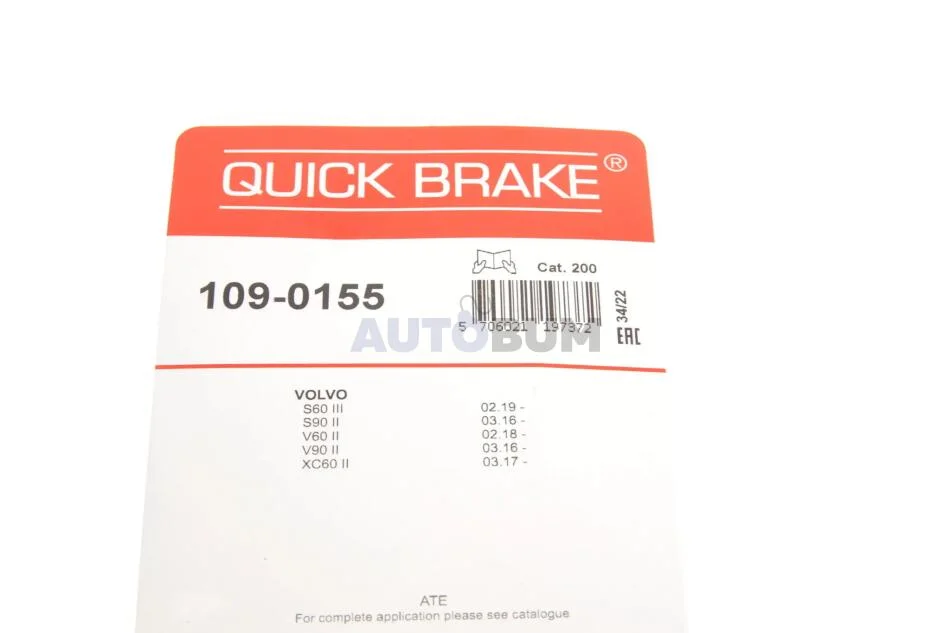 QUICK BRAKE®
Cat. 200
109-0155
5 706021 197372
34/22
EAC
AUTOBUM
VOLVO
S60 III 02.19 -
S90 II 03.16 -
V60 II 02.18 -
V90 II 03.16 -
XC60 II 03.17 -
ATE
For complete application please see catalogue